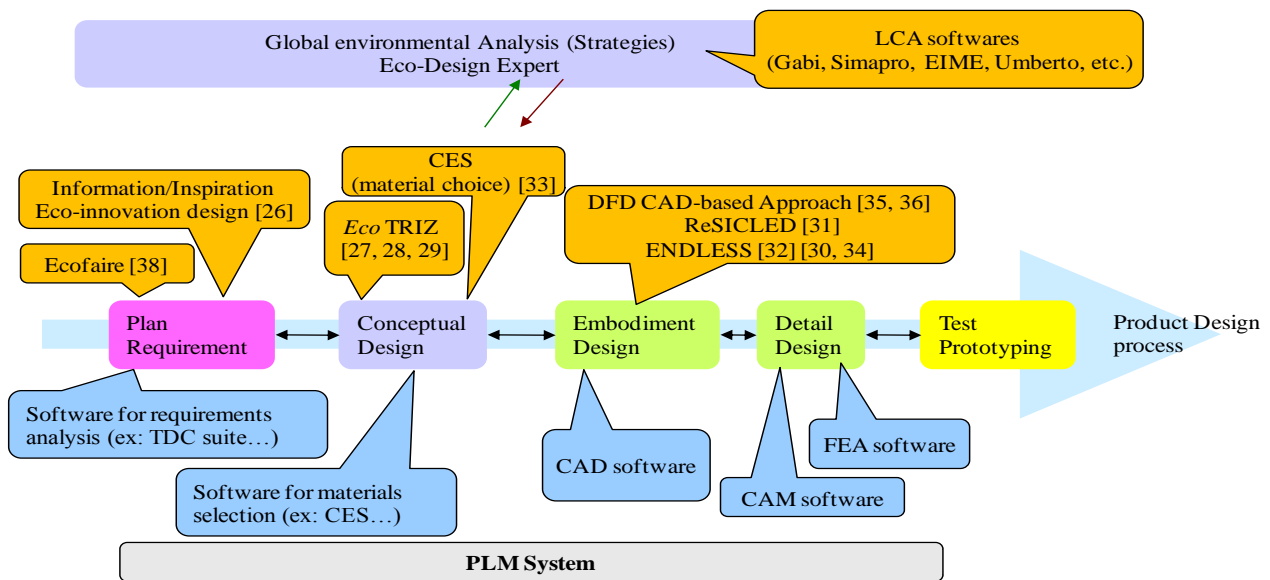 Global environmental Analysis (Strategies)
Eco-Design Expert
LCA softwares
(Gabi, Simapro, EIME, Umberto, etc.)
Information/Inspiration
Eco-innovation design [26]
CES
(material choice) [33]
DFD CAD-based Approach [35, 36]
ReSICLED [31]
ENDLESS [32] [30, 34]
Eco TRIZ
[27, 28, 29]
Ecofaire [38]
Plan
Requirement
Conceptual
Design
Embodiment
Design
Detail
Design
Test
Prototyping
Product Design
process
Software for requirements
analysis (ex: TDC suite…)
Software for materials
selection (ex: CES…)
CAD software
CAM software
FEA software
PLM System